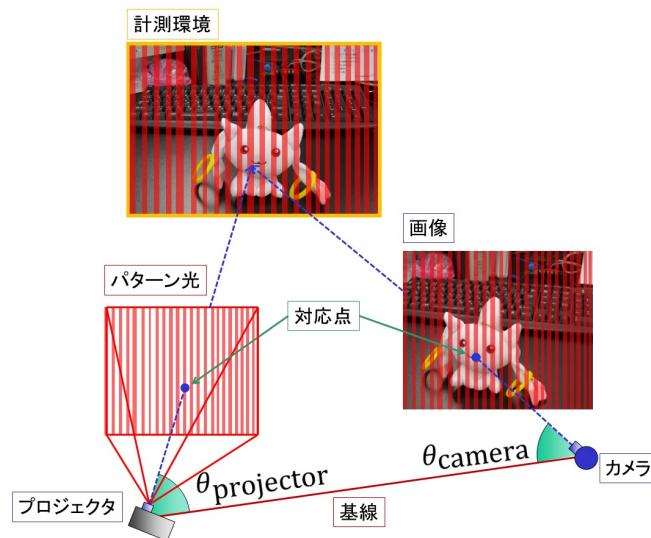 計測環境
画像
パターン光
対応点
θprojector
θcamera
プロジェクタ
カメラ
基線